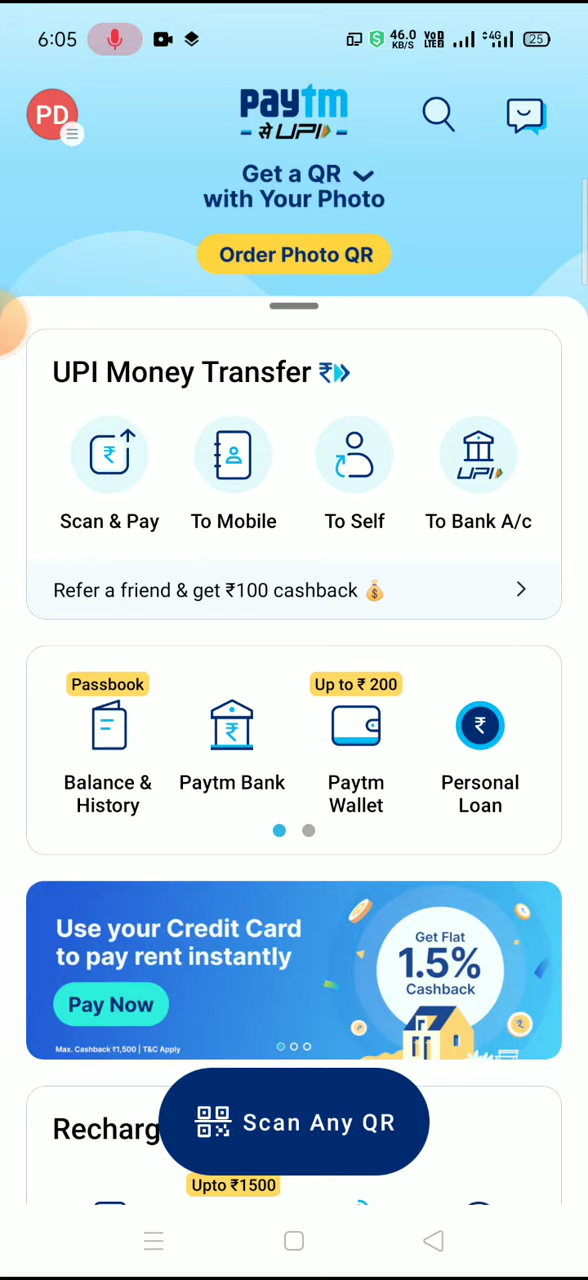 6:05
46.0
KB/S
VoD
LTE2
4G
25
PD
paytm
से UPI
Get a QR
with Your Photo
Order Photo QR
UPI Money Transfer ₹
Scan & Pay
To Mobile
To Self
UPI
To Bank A/c
Refer a friend & get ₹100 cashback 💰
Passbook
Up to ₹ 200
Balance &
History
Paytm Bank
Paytm
Wallet
Personal
Loan
Use your Credit Card
to pay rent instantly
Pay Now
Max. Cashback ₹1,500 | T&C Apply
Get Flat
1.5%
Cashback
Recharg
Scan Any QR
Upto ₹1500